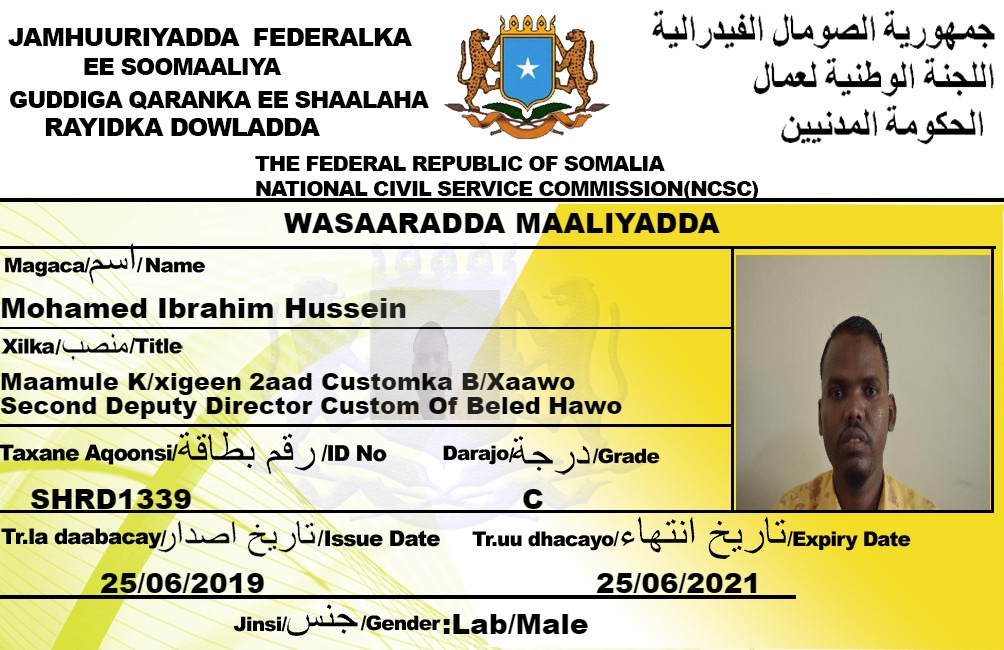 JAMHUURIYADDA FEDERALKA
EE SOOMAALIYA
GUDDIGA QARANKA EE SHAALAHA
RAYIDKA DOWLADDA
جمهورية الصومال الفيدرالية
اللجنة الوطنية لعمال
الحكومة المدنيين
THE FEDERAL REPUBLIC OF SOMALIA
NATIONAL CIVIL SERVICE COMMISSION(NCSC)
WASAARADDA MAALIYADDA
Magaca/اسم/Name
Mohamed Ibrahim Hussein
Xilka/منصب/Title
Maamule K/xigeen 2aad Customka B/Xaawo
Second Deputy Director Custom Of Beled Hawo
Taxane Aqoonsi/رقم بطاقة/ID No
Darajo/درجة/Grade
SHRD1339
C
Tr.la daabacay/تاريخ اصدار/Issue Date
Tr.uu dhacayo/تاريخ انتهاء/Expiry Date
25/06/2019
25/06/2021
Jinsi/جنس/Gender:Lab/Male